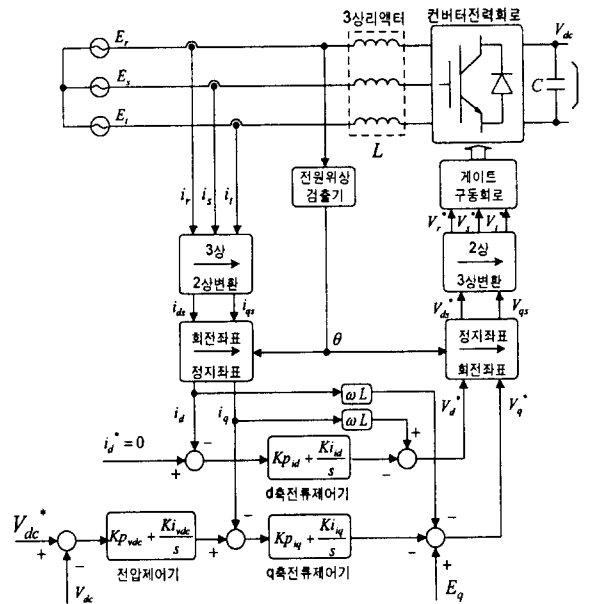 3상리액터
컨버터전력회로
E_r
V_dc
E_s
C
E_t
L
전원위상
검출기
게이트
구동회로
i_r i_s i_t
V_r* V_s* V_t*
3상
2상변환
2상
3상변환
i_ds i_qs
V_ds* V_qs
회전좌표
정지좌표
θ
정지좌표
회전좌표
ωL
i_d i_q
ωL
V_d* V_q*
i_d* = 0
−
+
Kp_id + Ki_id/s
−
+
d축전류제어기
V_dc*
+
−
V_dc
Kp_vdc + Ki_vdc/s
전압제어기
+
−
Kp_iq + Ki_iq/s
q축전류제어기
−
−
+
E_q